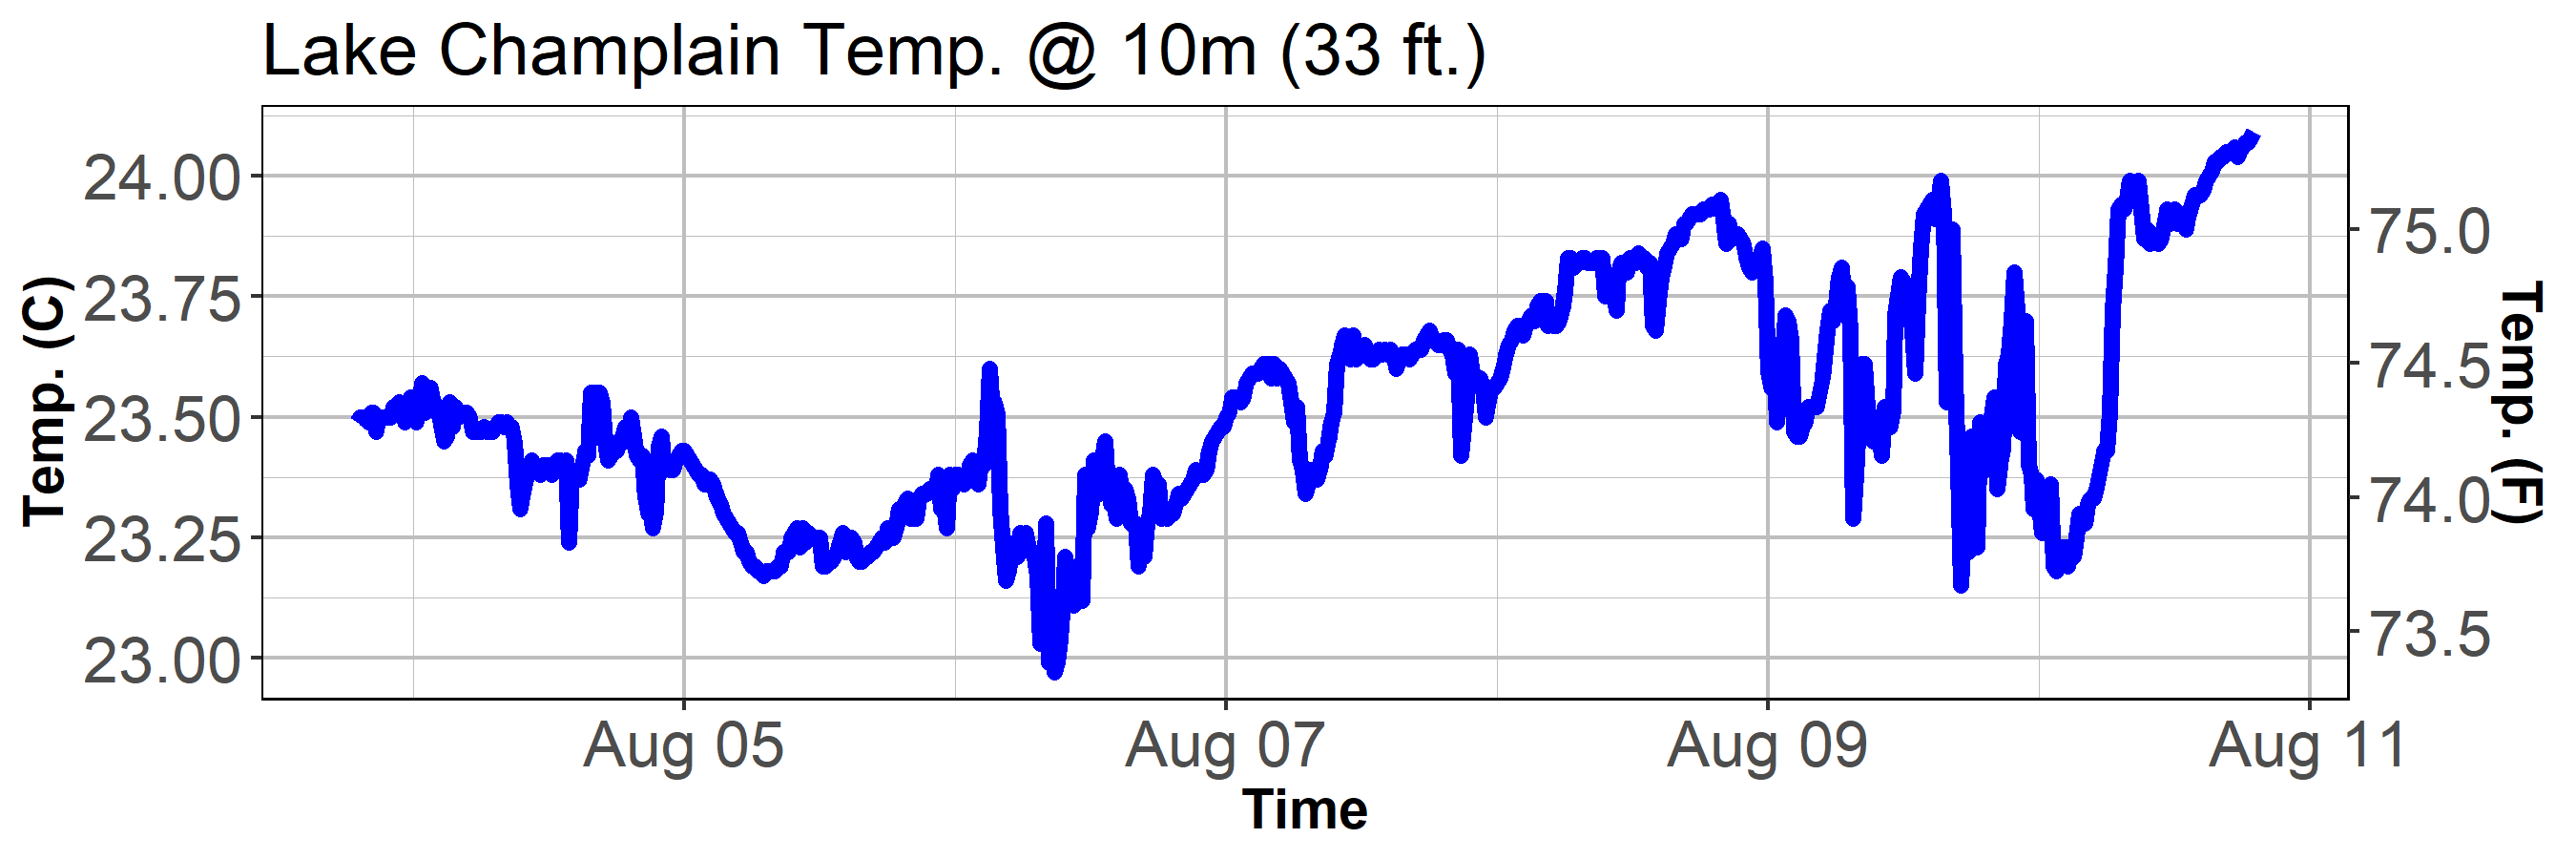 Lake Champlain Temp. @ 10m (33 ft.)
Temp. (C)
24.00
23.75
23.50
23.25
23.00
75.0
74.5
74.0
73.5
Temp. (F)
Aug 05 Aug 07 Aug 09 Aug 11
Time